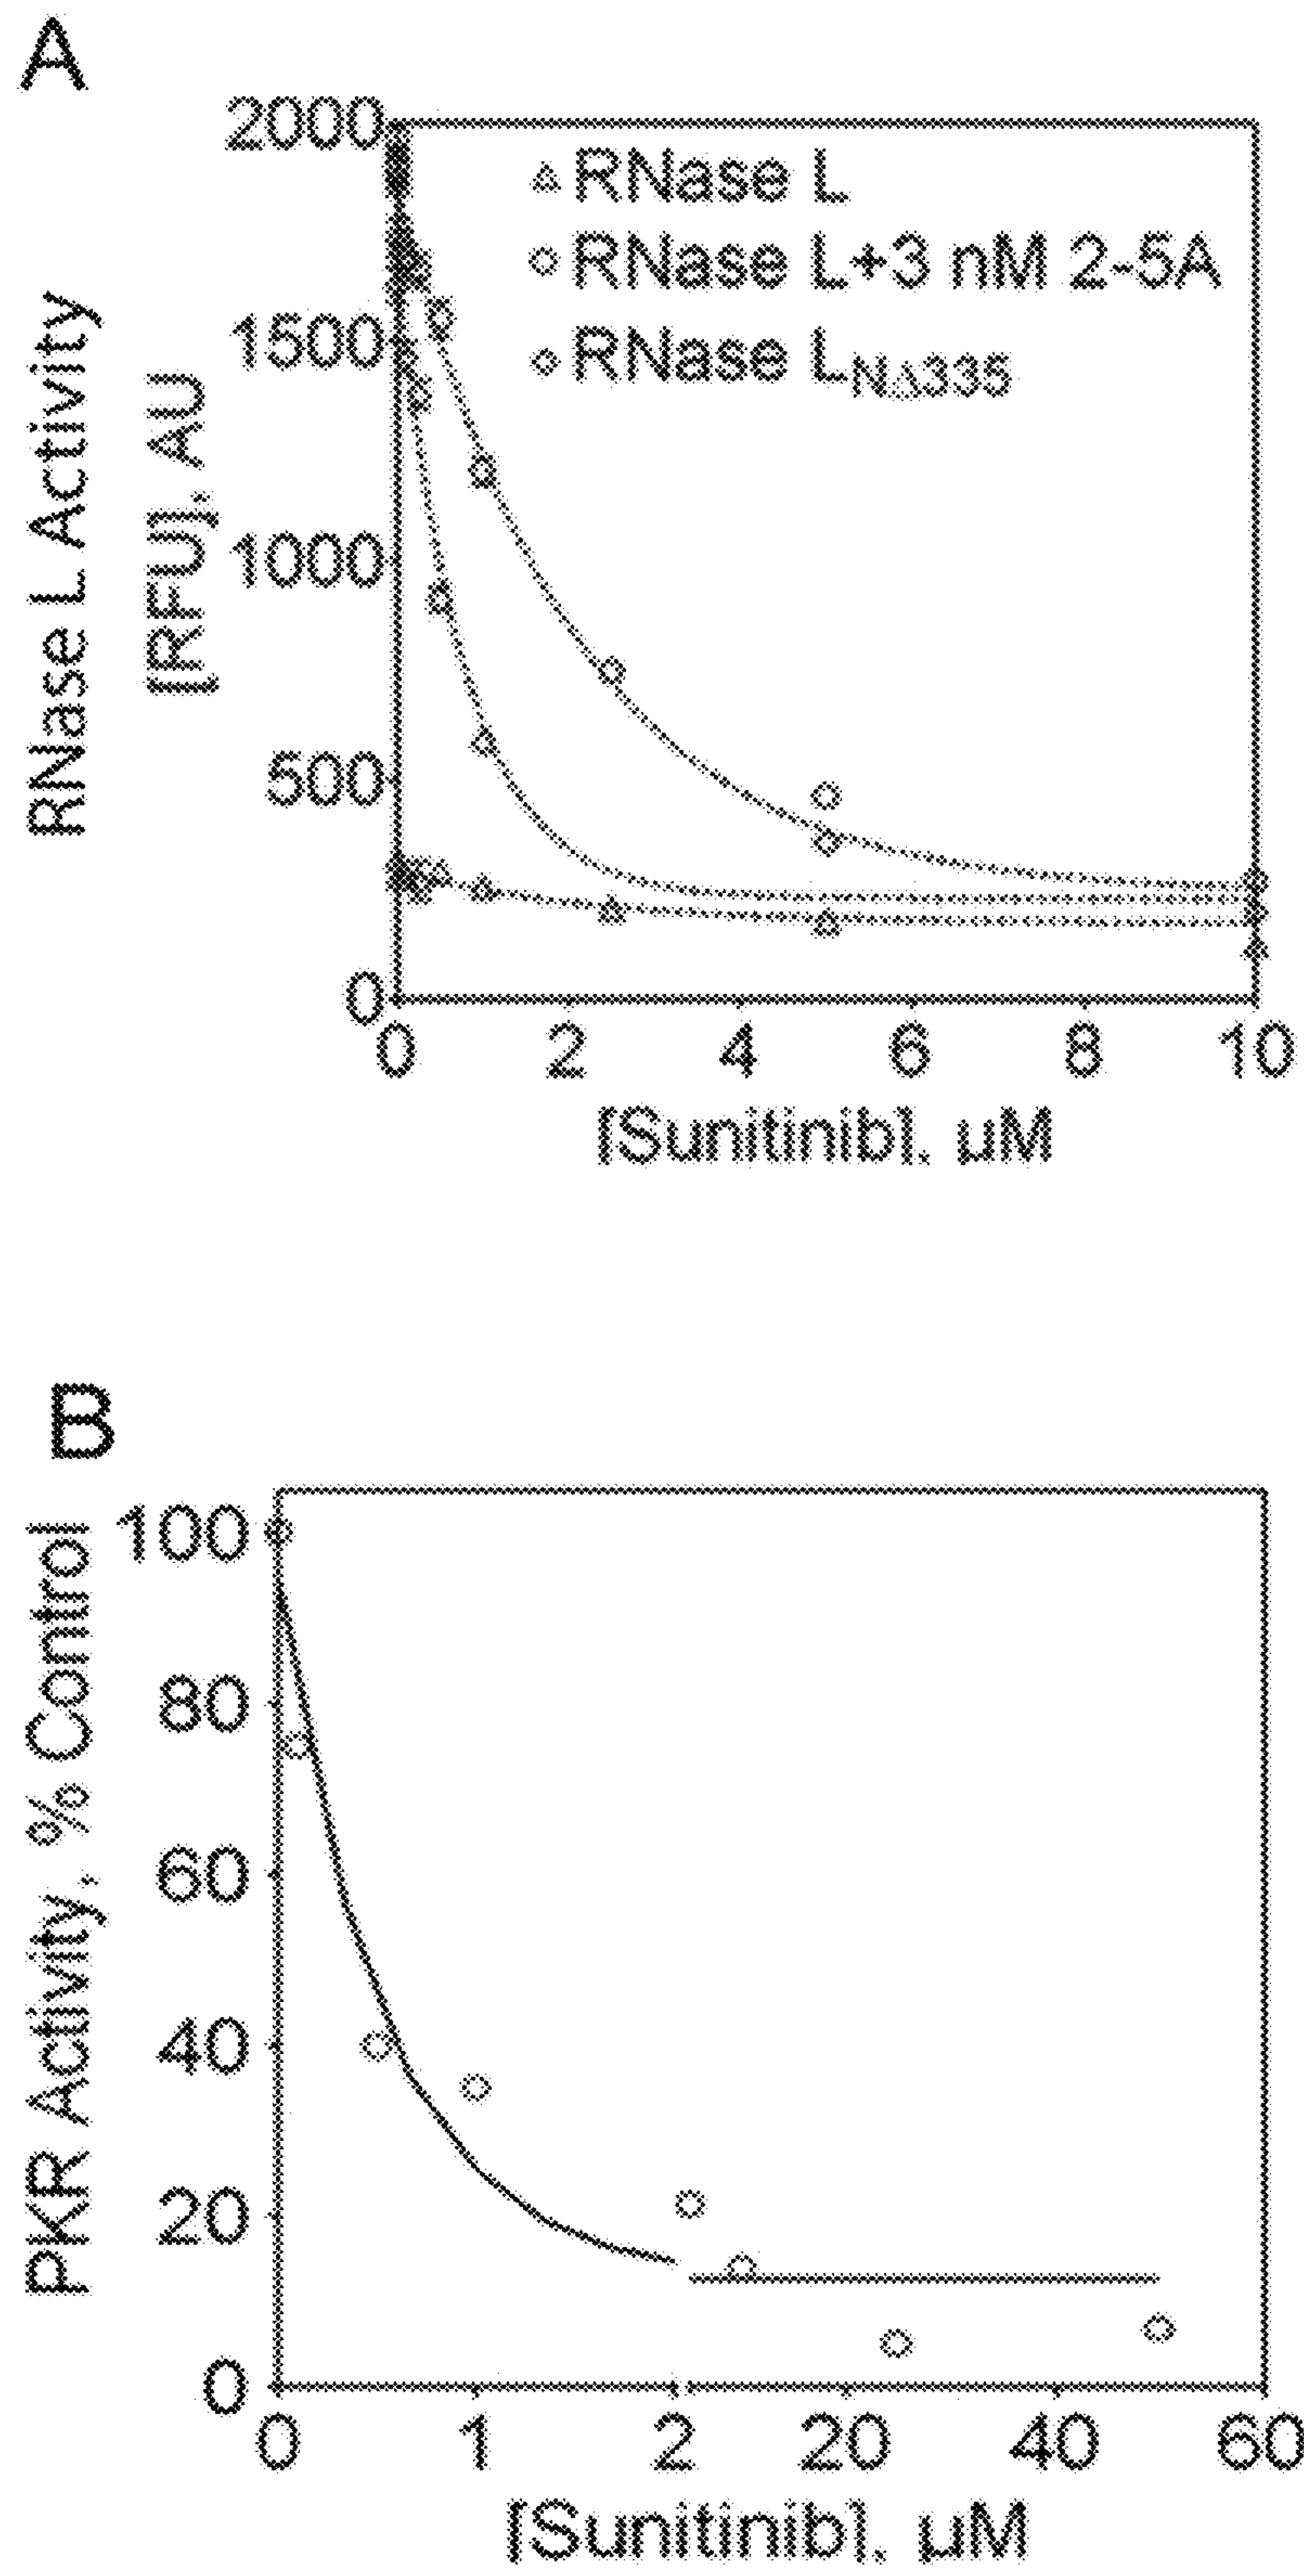 A
2000
1500
1000
500
0
RNase L Activity
[RFU], AU
RNase L
RNase L+3 nM 2-5A
RNase LNΔ335
0 2 4 6 8 10
[Sunitinib], µM
B
100
80
60
40
20
0
PKR Activity, % Control
0 1 2 20 40 60
[Sunitinib], µM